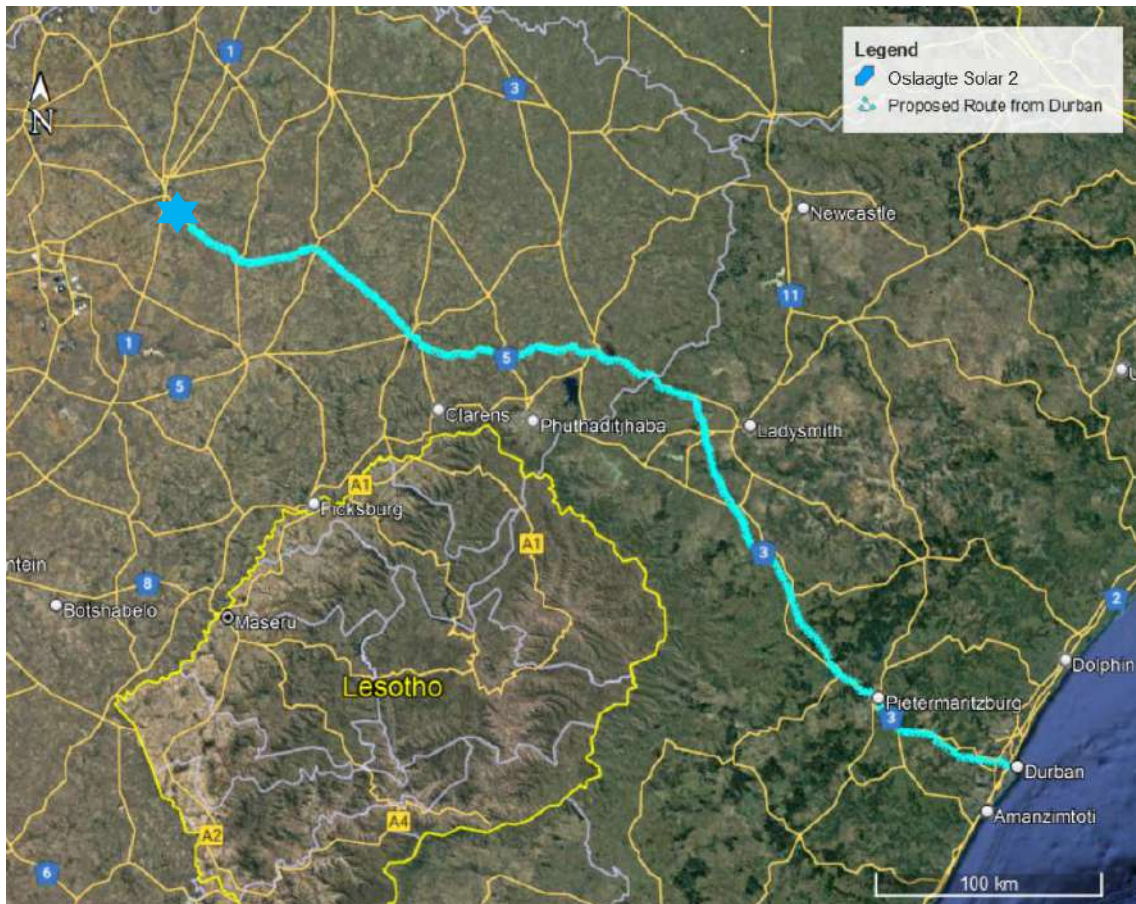 Legend
Oslaagte Solar 2
Proposed Route from Durban
N
1
3
Newcastle
11
1
5
5
Clarens
Phuthaditjhaba
Ladysmith
A1
Ficksburg
A1
3
ntein
8
2
Botshabelo
Maseru
Dolphin
Lesotho
Pietermaritzburg
3
Durban
Amanzimtoti
A2
A4
6
100 km